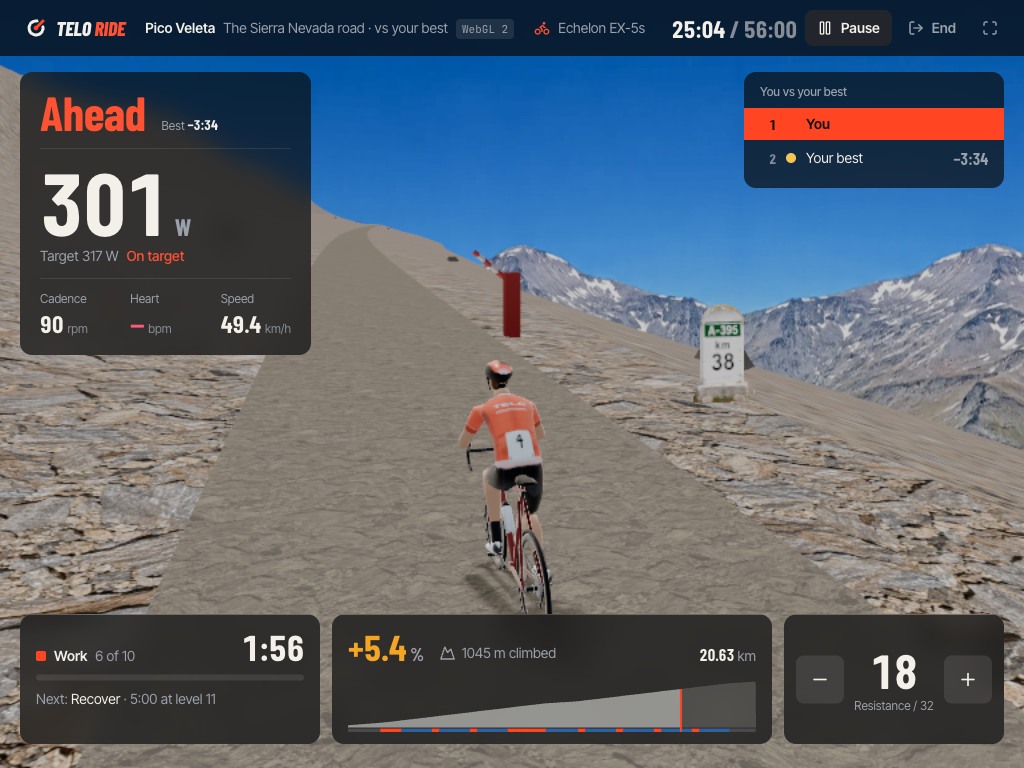 TELO RIDE
Pico Veleta The Sierra Nevada road · vs your best WebGL 2
Echelon EX-5s
25:04 / 56:00
Pause
End
Ahead Best −3:34
301 W
Target 317 W On target
Cadence Heart Speed
90 rpm — bpm 49.4 km/h
You vs your best
1 You
2 Your best −3:34
A-395
km
38
TELO
4
Work 6 of 10 1:56
Next: Recover · 5:00 at level 11
+5.4 % 1045 m climbed 20.63 km
− 18 +
Resistance / 32